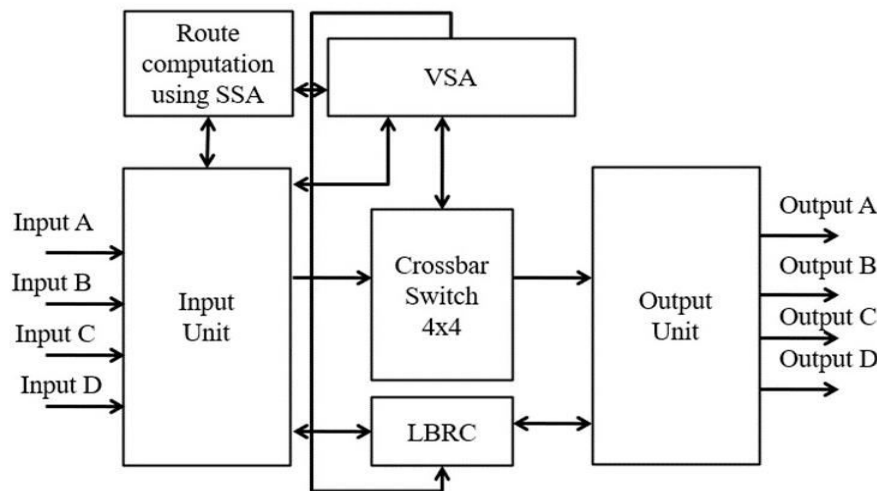 Route
computation
using SSA
VSA
Input A
Input B
Input C
Input D
Input
Unit
Crossbar
Switch
4x4
LBRC
Output
Unit
Output A
Output B
Output C
Output D